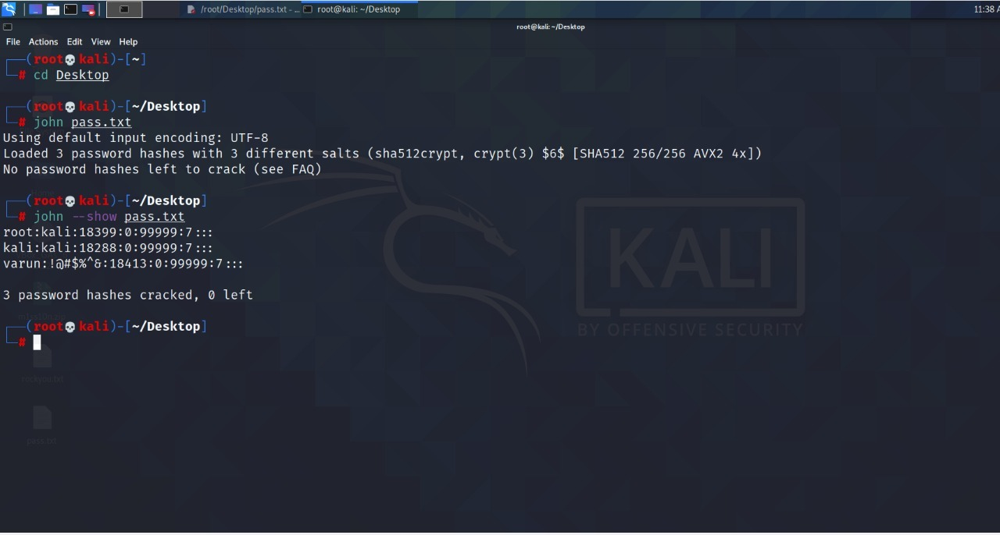 /root/Desktop/pass.txt - ...
root@kali: ~/Desktop
11:38
root@kali: ~/Desktop
File Actions Edit View Help
┌──(root💀kali)-[~]
└─# cd Desktop
┌──(root💀kali)-[~/Desktop]
└─# john pass.txt
Using default input encoding: UTF-8
Loaded 3 password hashes with 3 different salts (sha512crypt, crypt(3) $6$ [SHA512 256/256 AVX2 4x])
No password hashes left to crack (see FAQ)
┌──(root💀kali)-[~/Desktop]
└─# john --show pass.txt
root:kali:18399:0:99999:7:::
kali:kali:18288:0:99999:7:::
varun:!@#$%^&:18413:0:99999:7:::
3 password hashes cracked, 0 left
┌──(root💀kali)-[~/Desktop]
└─#
KALI
BY OFFENSIVE SECURITY
rockyou.txt
pass.txt